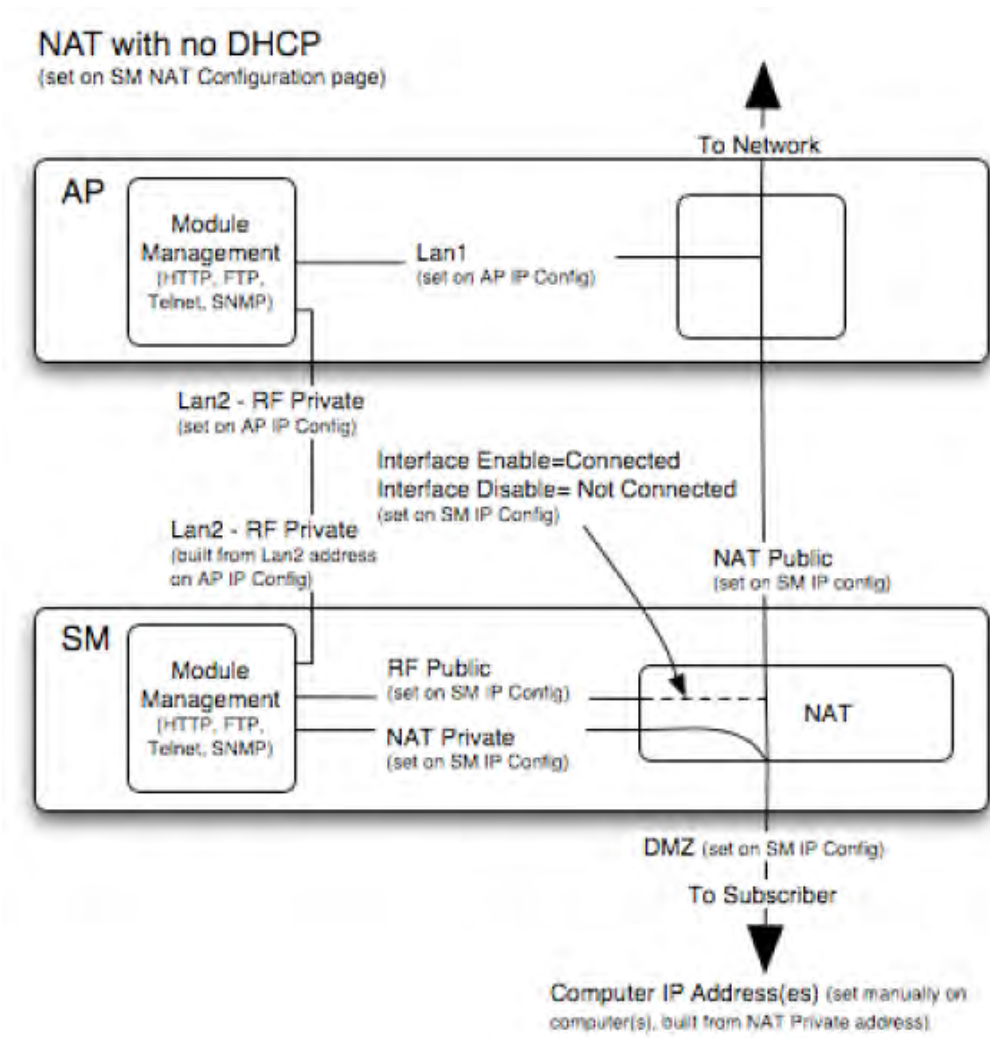 NAT with no DHCP
(set on SM NAT Configuration page)
To Network
AP
Module
Management
(HTTP, FTP,
Telnet, SNMP)
Lan1
(set on AP IP Config)
Lan2 - RF Private
(set on AP IP Config)
Interface Enable=Connected
Interface Disable= Not Connected
(set on SM IP Config)
Lan2 - RF Private
(built from Lan2 address
on AP IP Config)
NAT Public
(set on SM IP config)
SM
Module
Management
(HTTP, FTP,
Telnet, SNMP)
RF Public
(set on SM IP Config)
NAT Private
(set on SM IP Config)
NAT
DMZ (set on SM IP Config)
To Subscriber
Computer IP Address(es) (set manually on
computer(s), built from NAT Private address)